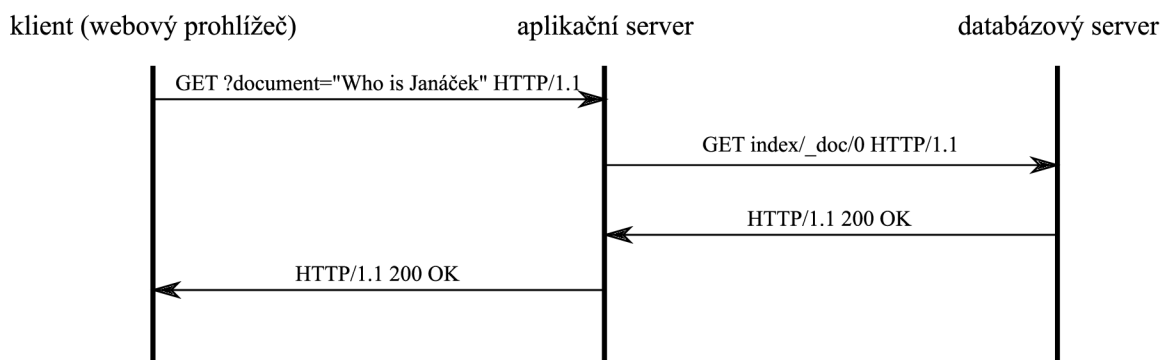 klient (webový prohlížeč)
aplikační server
databázový server
GET ?document="Who is Janáček" HTTP/1.1
GET index/_doc/0 HTTP/1.1
HTTP/1.1 200 OK
HTTP/1.1 200 OK